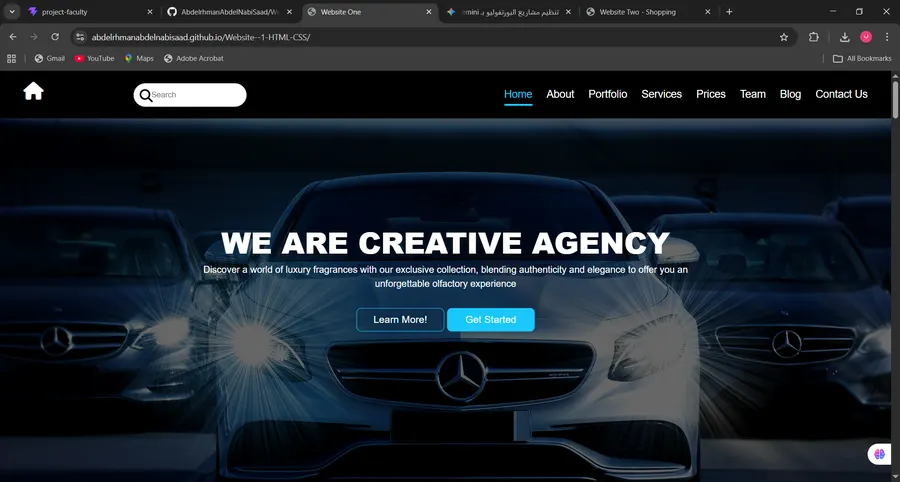 project-faculty
AbdelrhmanAbdelNabiSaad/We
Website One
تنظيم مشاريع البورتفوليو بـ emini
Website Two - Shopping
abdelrhmanabdelnabisaad.github.io/Website--1-HTML-CSS/
Gmail
YouTube
Maps
Adobe Acrobat
All Bookmarks
Search
Home
About
Portfolio
Services
Prices
Team
Blog
Contact Us
WE ARE CREATIVE AGENCY
Discover a world of luxury fragrances with our exclusive collection, blending authenticity and elegance to offer you an
unforgettable olfactory experience
Learn More!
Get Started